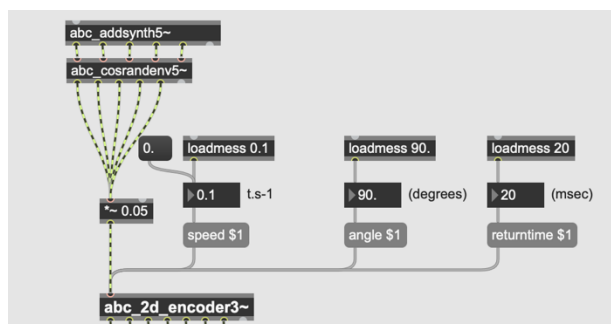 abc_addsynth5~
abc_cosrandenv5~
0.
loadmess 0.1
loadmess 90.
loadmess 20
0.1
t.s-1
90.
(degrees)
20
(msec)
*~ 0.05
speed $1
angle $1
returntime $1
abc_2d_encoder3~